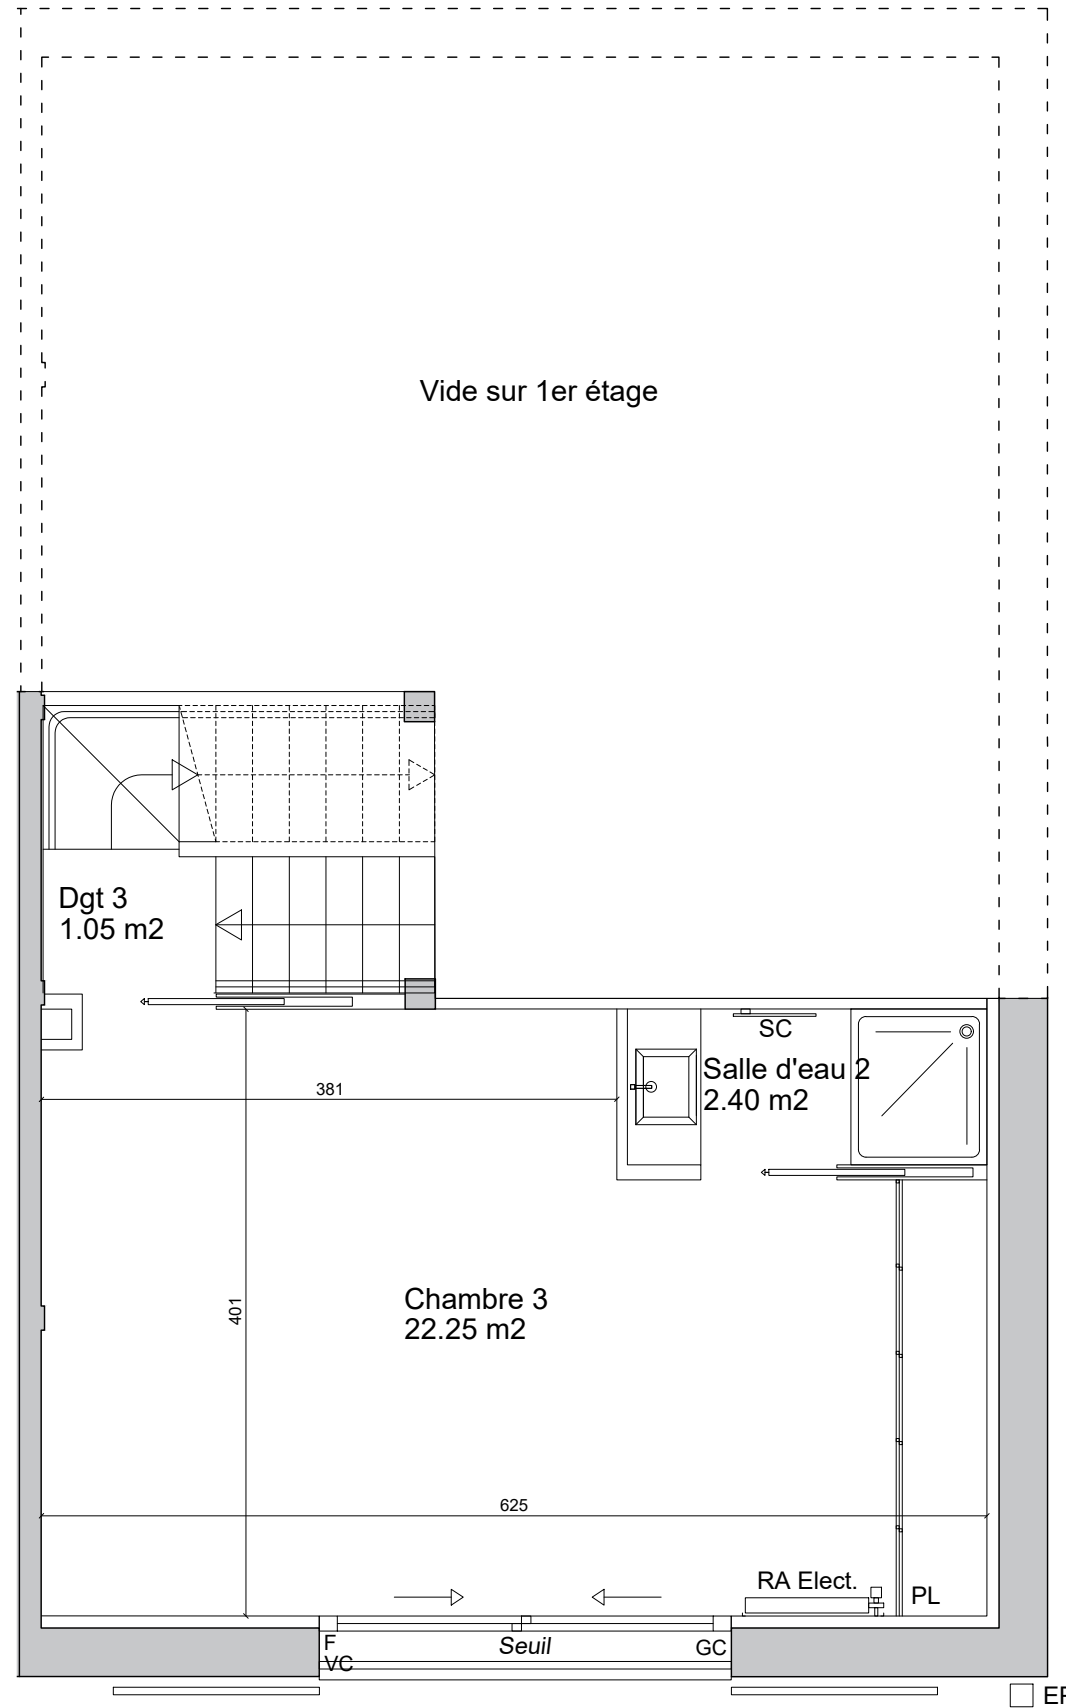 Vide sur 1er étage
Dgt 3
1.05 m2
SC
Salle d'eau 2
2.40 m2
381
401
Chambre 3
22.25 m2
625
RA Elect.
PL
F
VC
Seuil
GC